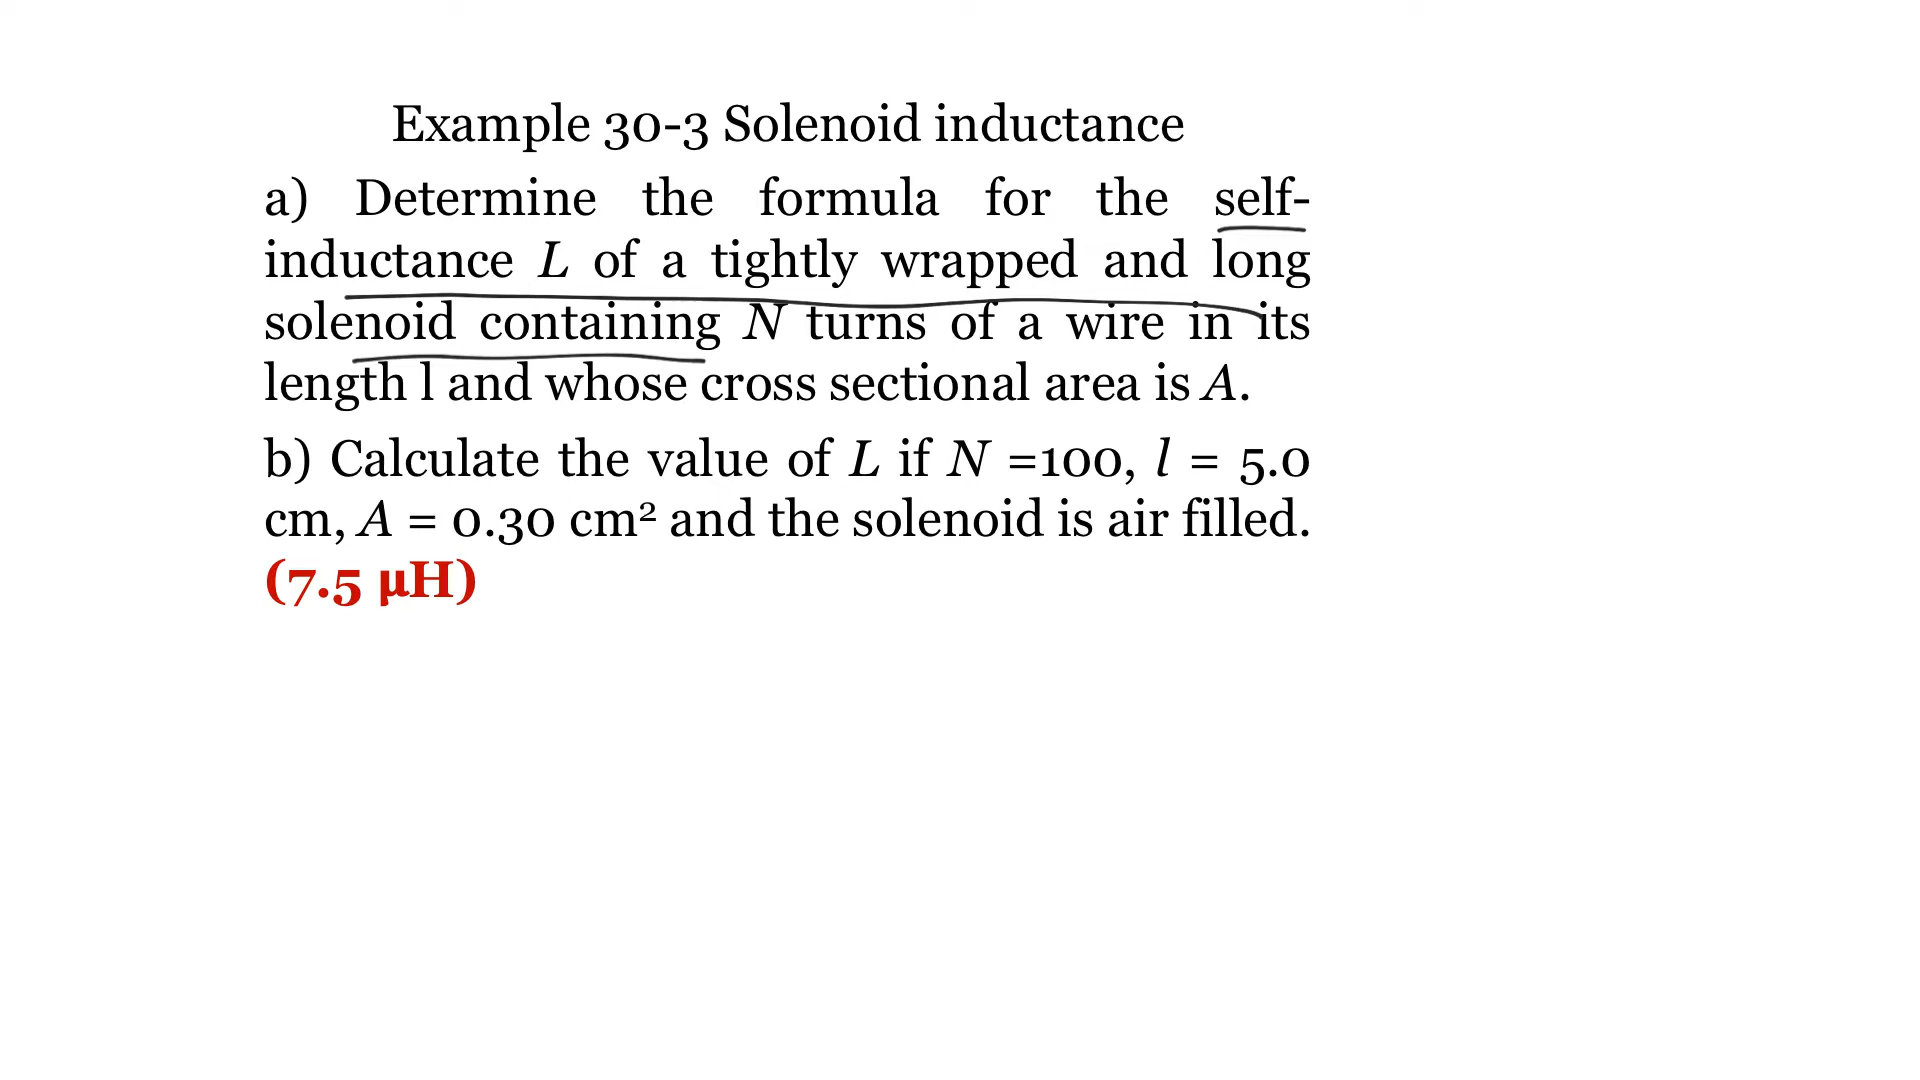 Example 30-3 Solenoid inductance
a) Determine the formula for the self-
inductance L of a tightly wrapped and long
solenoid containing N turns of a wire in its
length l and whose cross sectional area is A.
b) Calculate the value of L if N =100, l = 5.0
cm, A = 0.30 cm² and the solenoid is air filled.
(7.5 µH)